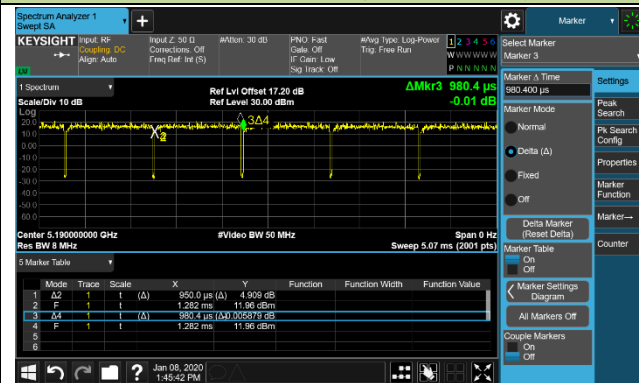 Spectrum Analyzer 1
Swept SA
Marker
KEYSIGHT Input: RF Input Z: 50 Ω #Atten: 30 dB PNO: Fast #Avg Type: Log-Power 1 2 3 4 5 6
Coupling: DC Corrections: Off Gate: Off Trig: Free Run W W W W W W
Align: Auto Freq Ref: Int (S) IF Gain: Low P N N N N N
Sig Track: Off
LXI
Select Marker
Marker 3
1 Spectrum
Ref Lvl Offset 17.20 dB
ΔMkr3 980.4 µs
Scale/Div 10 dB
Ref Level 30.00 dBm
-0.01 dB
Log
20.0
10.0
0.00
-10.0
-20.0
-30.0
-40.0
-50.0
-60.0
3Δ4
2
Center 5.190000000 GHz #Video BW 50 MHz Span 0 Hz
Res BW 8 MHz Sweep 5.07 ms (2001 pts)
5 Marker Table
Mode Trace Scale X Y Function Function Width Function Value
1 Δ2 1 t (Δ) 950.0 µs (Δ) 4.909 dB
2 F 1 t 1.282 ms 11.96 dBm
3 Δ4 1 t (Δ) 980.4 µs (Δ) -0.005879 dB
4 F 1 t 1.282 ms 11.96 dBm
5
6
Marker Δ Time
980.400 µs
Marker Mode
Normal
Delta (Δ)
Fixed
Off
Delta Marker
(Reset Delta)
Marker Table
On
Off
Marker Settings
Diagram
All Markers Off
Couple Markers
On
Off
Settings
Peak
Search
Pk Search
Config
Properties
Marker
Function
Marker→
Counter
?
Jan 08, 2020
1:45:42 PM